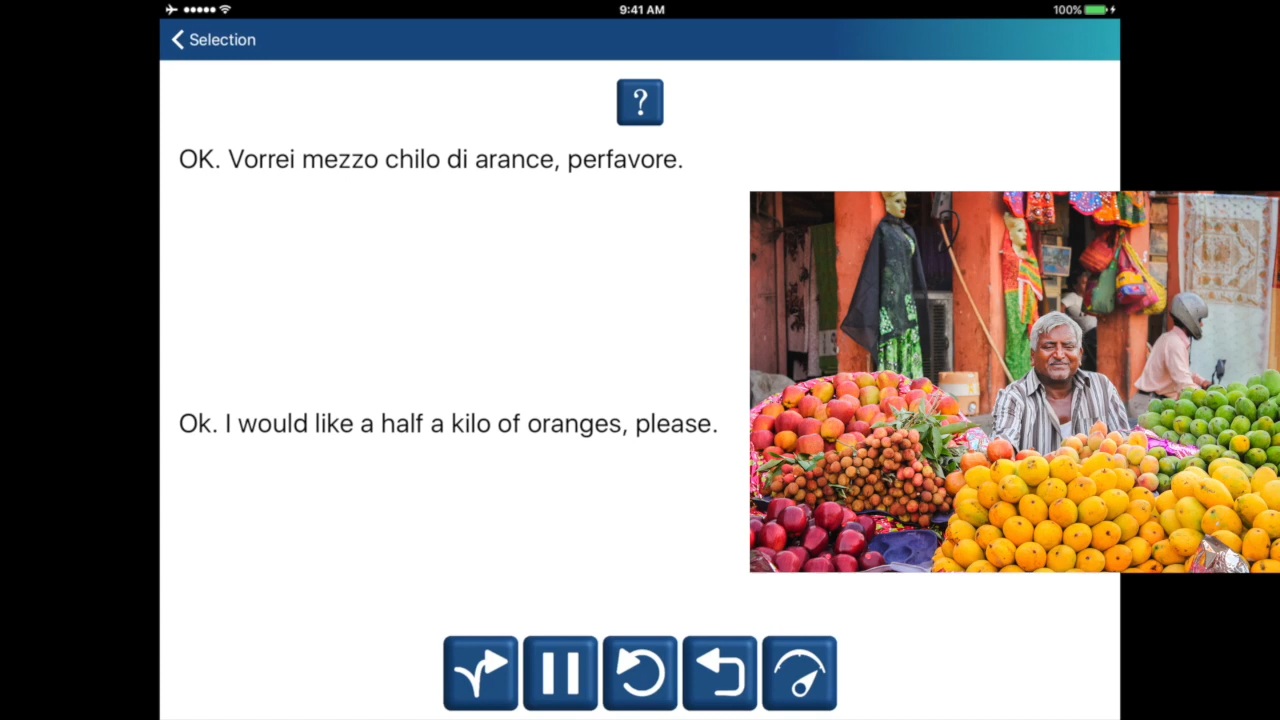 9:41 AM
100%
Selection
?
OK. Vorrei mezzo chilo di arance, perfavore.
Ok. I would like a half a kilo of oranges, please.